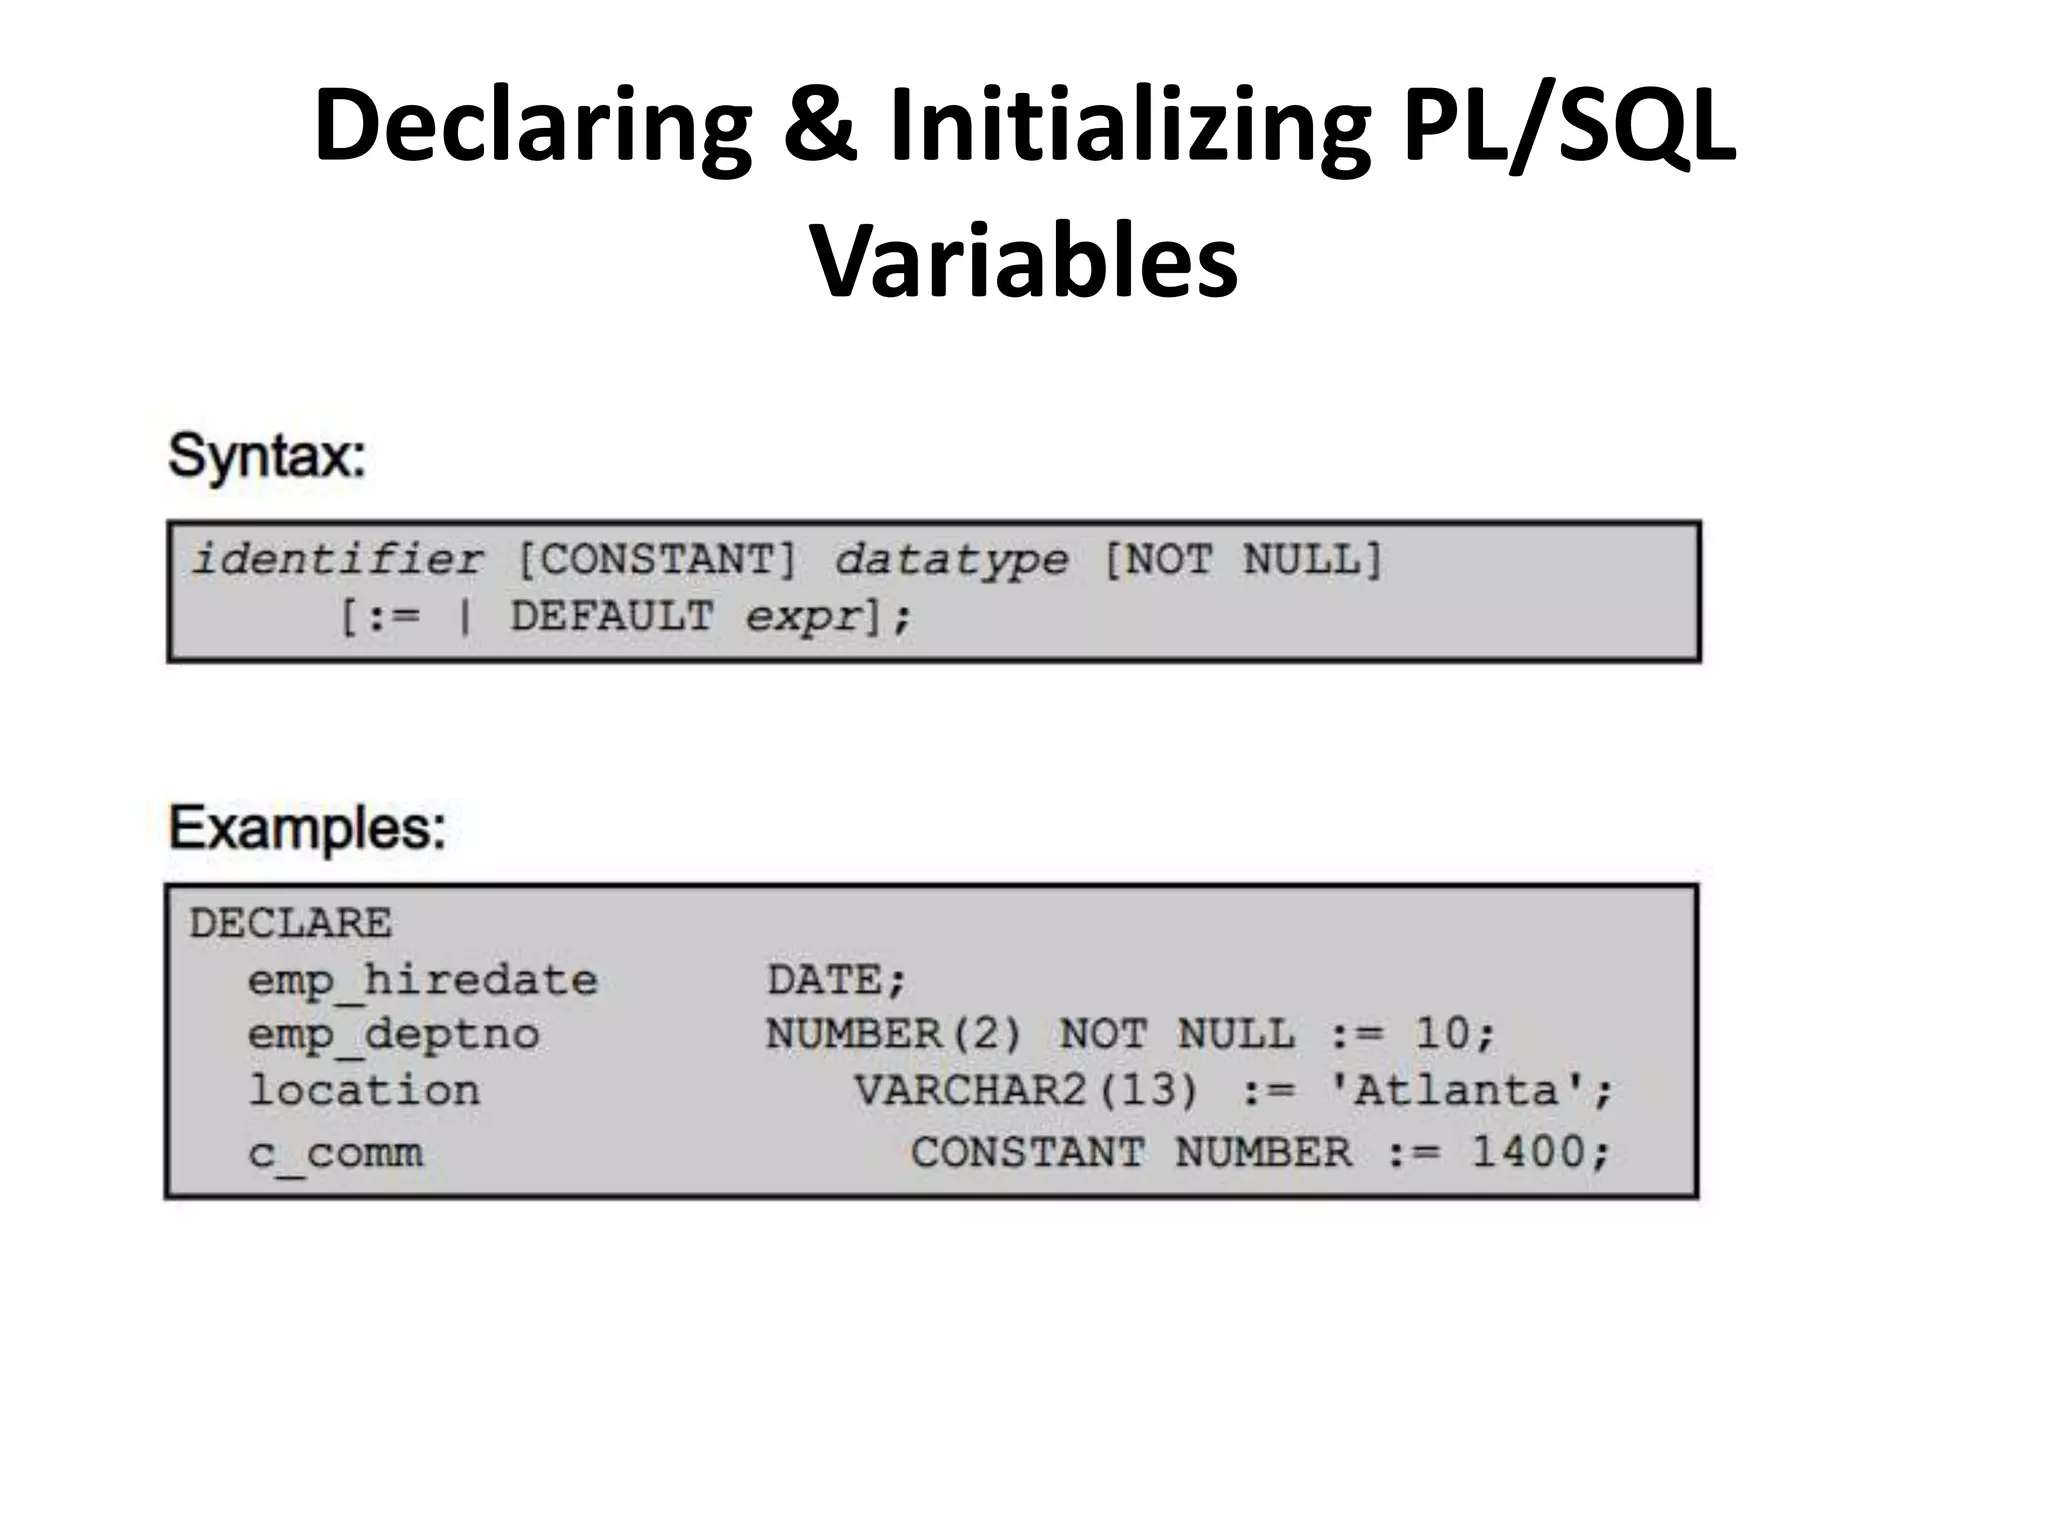 Declaring & Initializing PL/SQL
Variables
Syntax:
identifier [CONSTANT] datatype [NOT NULL]
[:= | DEFAULT expr];
Examples:
DECLARE
emp_hiredate DATE;
emp_deptno NUMBER(2) NOT NULL := 10;
location VARCHAR2(13) := 'Atlanta';
c_comm CONSTANT NUMBER := 1400;